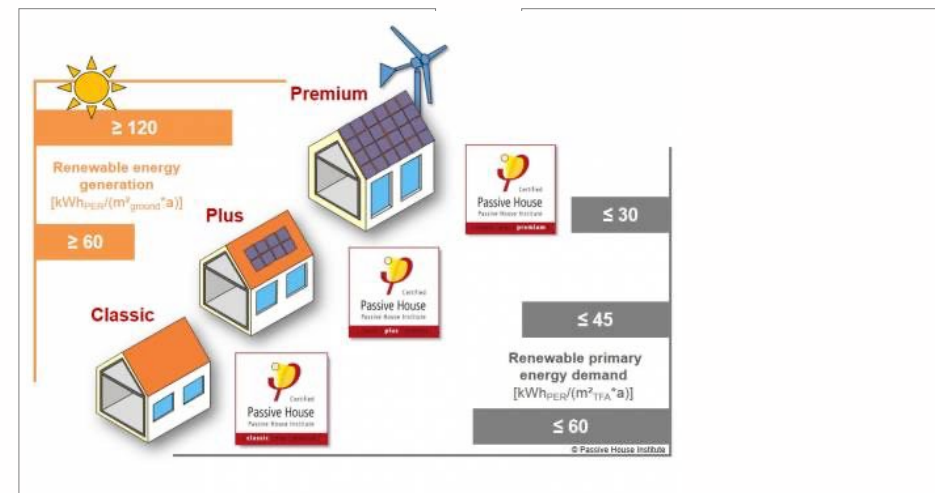 Premium
≥ 120
Renewable energy
generation
[kWhPER/(m²ground*a)]
Certified
Passive House
Passive House Institute
premium
≤ 30
Plus
≥ 60
Certified
Passive House
Passive House Institute
plus
Classic
≤ 45
Renewable primary
energy demand
[kWhPER/(m²TFA*a)]
Certified
Passive House
Passive House Institute
classic
≤ 60
© Passive House Institute